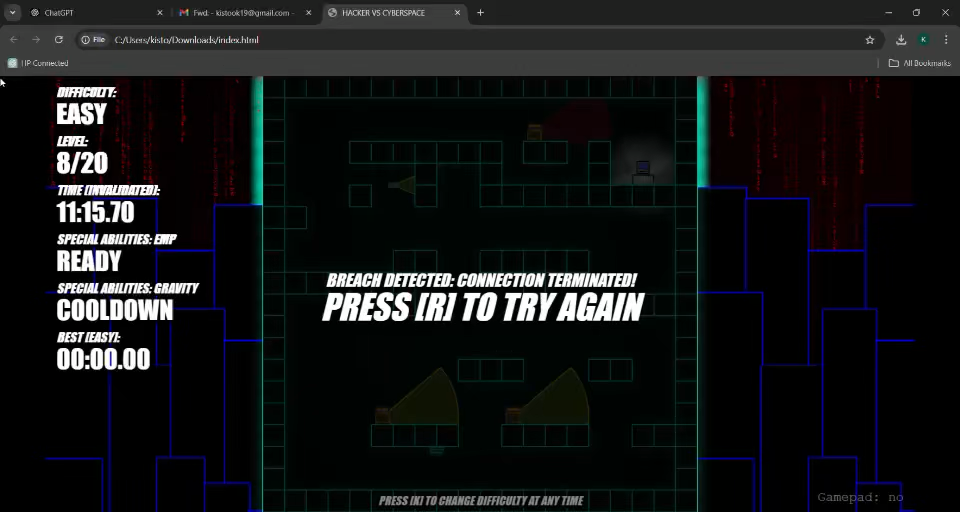 ChatGPT
Fwd: - kistook19@gmail.com -
HACKER VS CYBERSPACE
File
C:/Users/kisto/Downloads/index.html
K
HP Connected
All Bookmarks
DIFFICULTY:
EASY
LEVEL:
8/20
TIME [INVALIDATED]:
11:15.70
SPECIAL ABILITIES: EMP
READY
SPECIAL ABILITIES: GRAVITY
COOLDOWN
BEST [EASY]:
00:00.00
BREACH DETECTED: CONNECTION TERMINATED!
PRESS [R] TO TRY AGAIN
PRESS [K] TO CHANGE DIFFICULTY AT ANY TIME
Gamepad: no